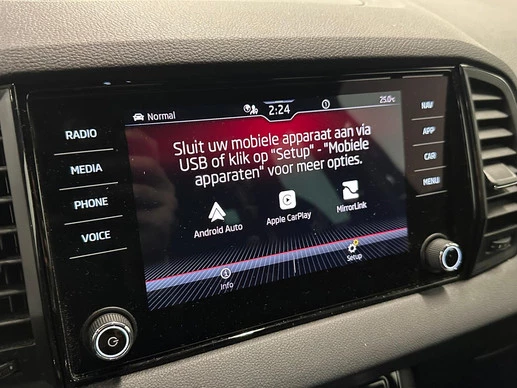 Normal
2:24
25.0°C
RADIO
MEDIA
PHONE
VOICE
Sluit uw mobiele apparaat aan via
USB of klik op "Setup" - "Mobiele
apparaten" voor meer opties.
Android Auto
Apple CarPlay
MirrorLink
Info
Setup
NAV
APP
CAR
MENU